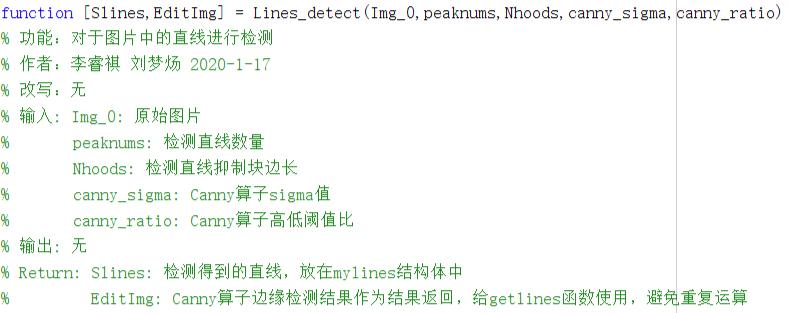 function [Slines,EditImg] = Lines_detect(Img_0,peaknums,Nhoods,canny_sigma,canny_ratio)
% 功能：对于图片中的直线进行检测
% 作者：李睿祺 刘梦炀 2020-1-17
% 改写：无
% 输入: Img_0: 原始图片
%       peaknums: 检测直线数量
%       Nhoods: 检测直线抑制块边长
%       canny_sigma: Canny算子sigma值
%       canny_ratio: Canny算子高低阈值比
% 输出: 无
% Return: Slines: 检测得到的直线，放在mylines结构体中
%         EditImg: Canny算子边缘检测结果作为结果返回，给getlines函数使用，避免重复运算